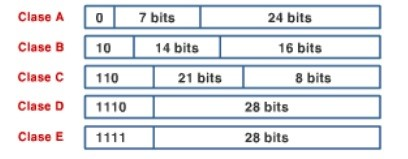 Clase A 0 7 bits 24 bits
Clase B 10 14 bits 16 bits
Clase C 110 21 bits 8 bits
Clase D 1110 28 bits
Clase E 1111 28 bits